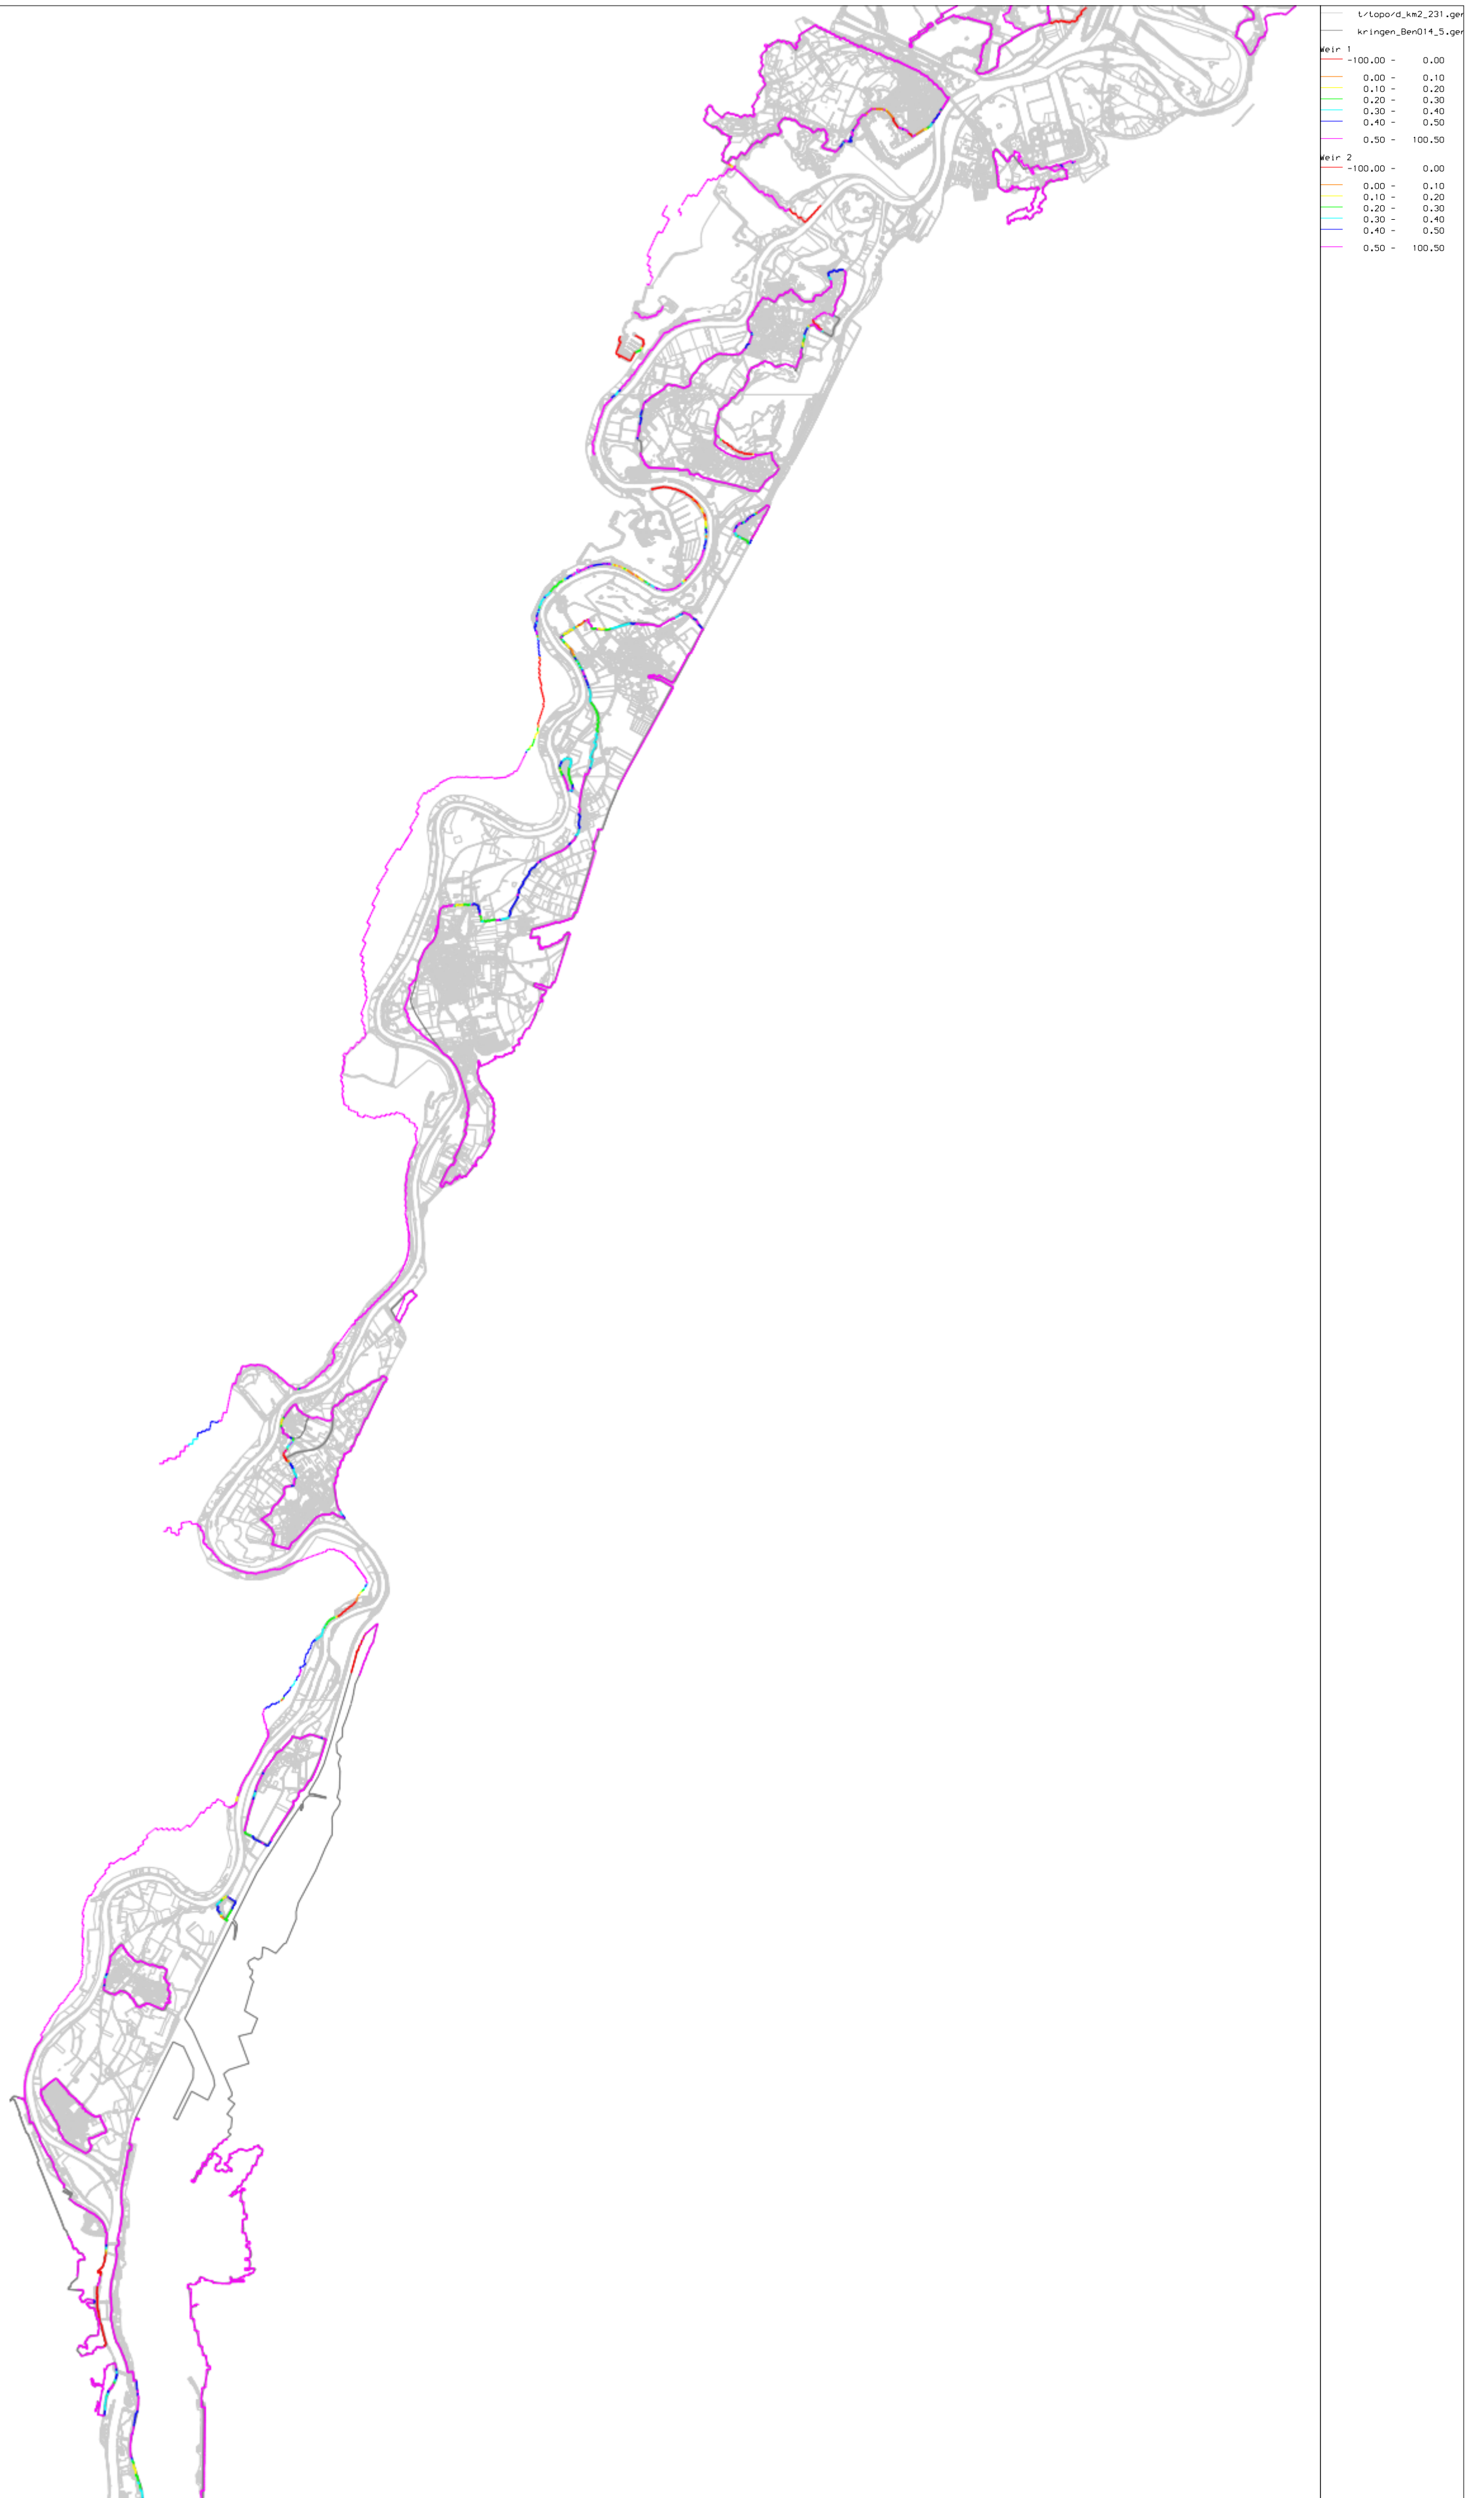 t/topo/d_km2_231.ger
kringen_Ben014_5.ger
Weir 1
-100.00 - 0.00
0.00 - 0.10
0.10 - 0.20
0.20 - 0.30
0.30 - 0.40
0.40 - 0.50
0.50 - 100.50
Weir 2
-100.00 - 0.00
0.00 - 0.10
0.10 - 0.20
0.20 - 0.30
0.30 - 0.40
0.40 - 0.50
0.50 - 100.50